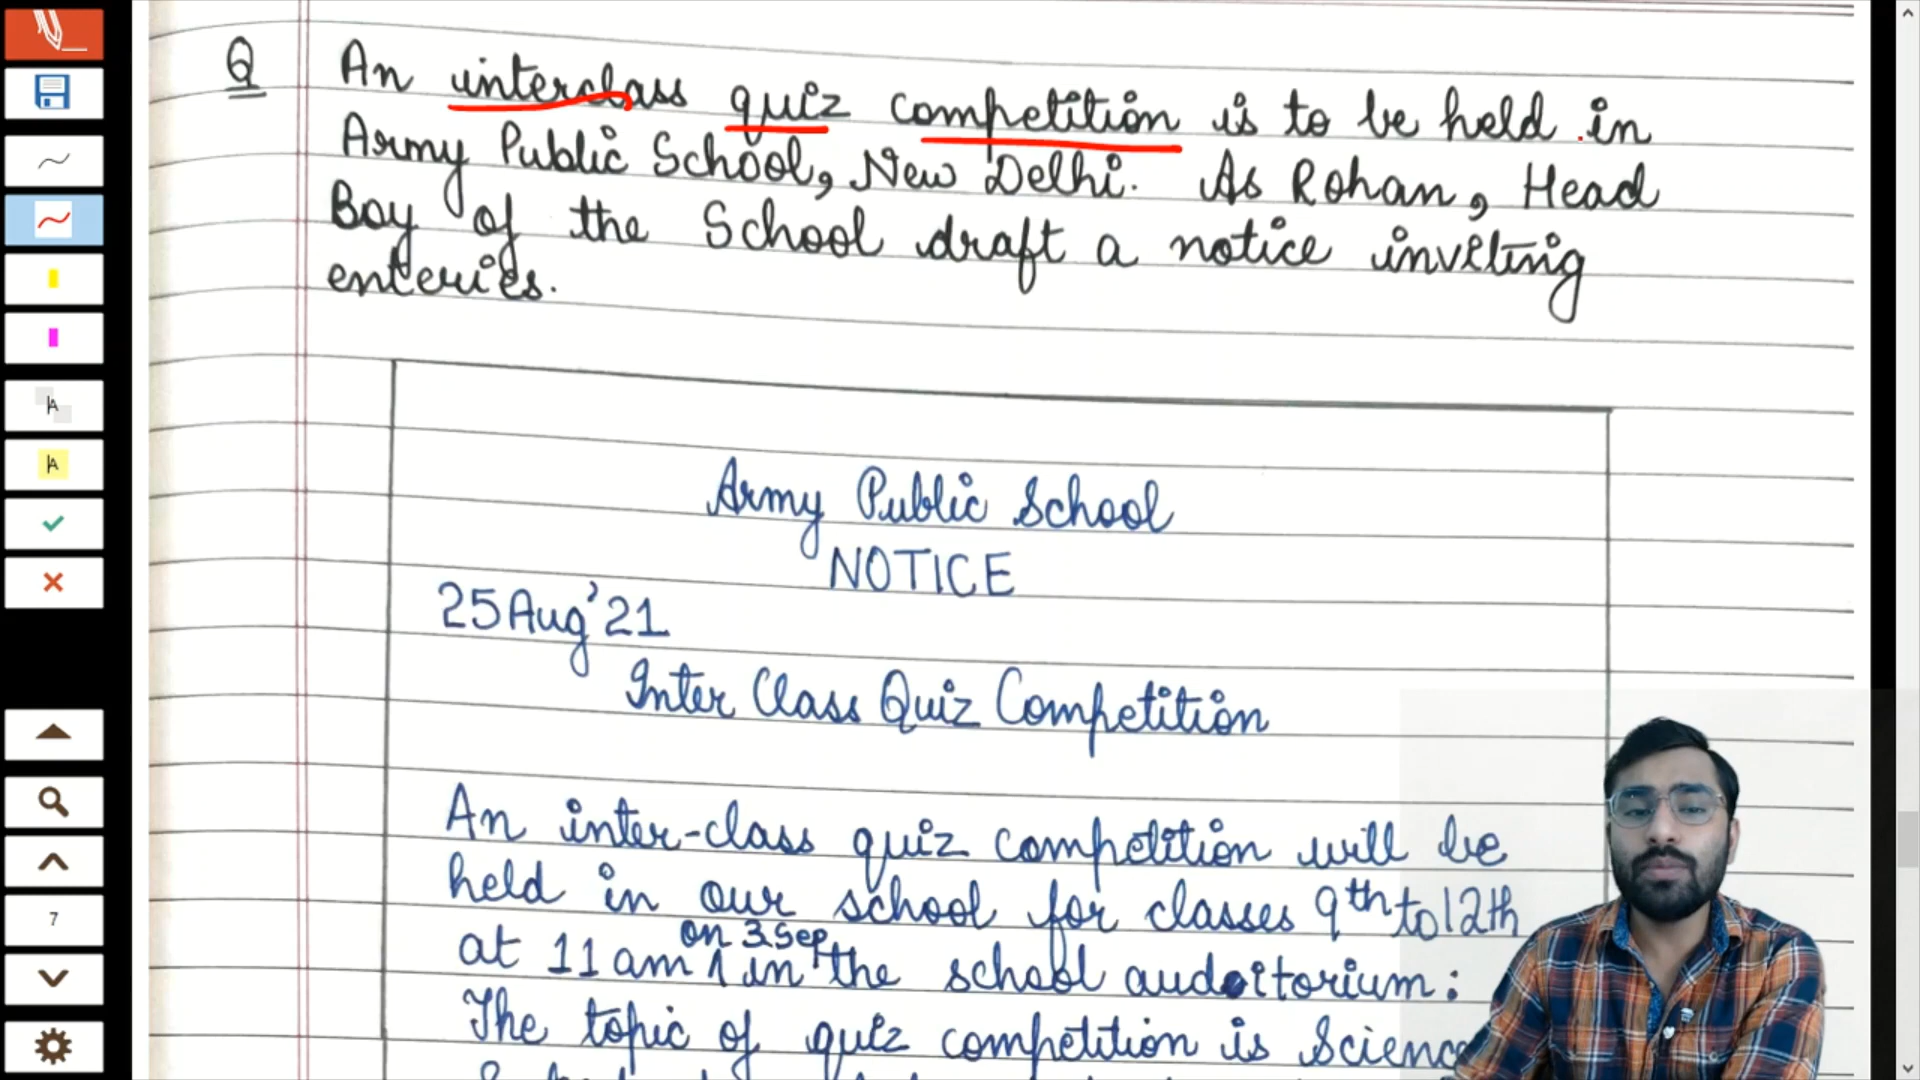 Q An interclass quiz competition is to be held in
Army Public School, New Delhi. As Rohan, Head
Boy of the School draft a notice inviting
enteries.
Army Public School
NOTICE
25 Aug'21
Inter Class Quiz Competition
An inter-class quiz competition will be
held in our school for classes 9th to 12th
on 3 Sep
at 11 am ∧ in the school auditorium:
The topic of quiz competition is Science
7